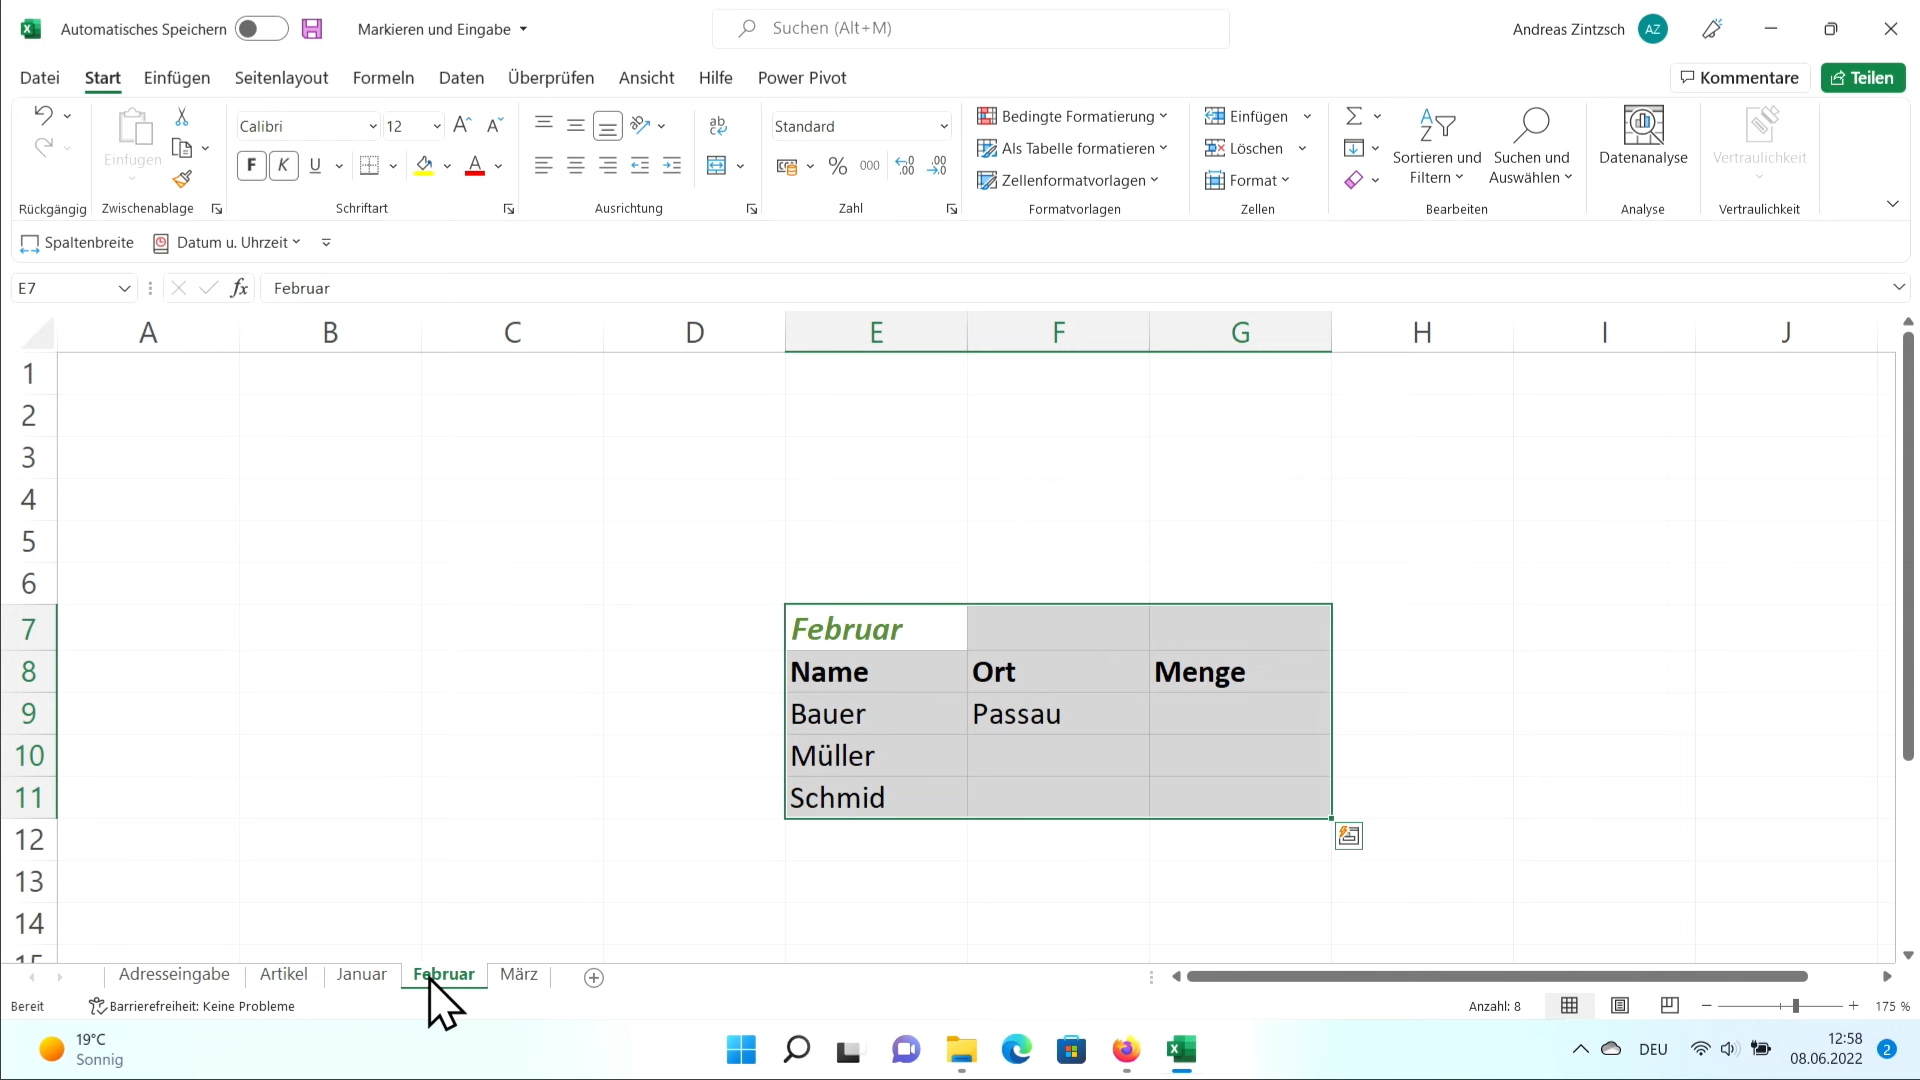 Automatisches Speichern
Markieren und Eingabe
Suchen (Alt+M)
Andreas Zintzsch
AZ
Datei
Start
Einfügen
Seitenlayout
Formeln
Daten
Überprüfen
Ansicht
Hilfe
Power Pivot
Kommentare
Teilen
Einfügen
Calibri
12
F
K
U
Standard
%
000
Bedingte Formatierung
Als Tabelle formatieren
Zellenformatvorlagen
Einfügen
Löschen
Format
Sortieren und
Filtern
Suchen und
Auswählen
Datenanalyse
Vertraulichkeit
Rückgängig
Zwischenablage
Schriftart
Ausrichtung
Zahl
Formatvorlagen
Zellen
Bearbeiten
Analyse
Vertraulichkeit
Spaltenbreite
Datum u. Uhrzeit
E7
fx
Februar
A B C D E F G H I J
1
2
3
4
5
6
7 Februar
8 Name Ort Menge
9 Bauer Passau
10 Müller
11 Schmid
12
13
14
15
Adresseingabe
Artikel
Januar
Februar
März
Bereit
Barrierefreiheit: Keine Probleme
Anzahl: 8
175 %
19°C
Sonnig
DEU
12:58
08.06.2022
2